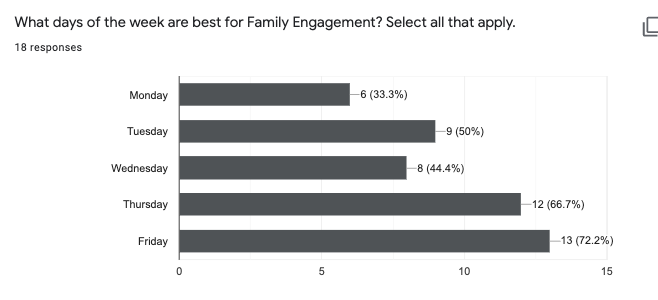 What days of the week are best for Family Engagement? Select all that apply.
18 responses
Monday 6 (33.3%)
Tuesday 9 (50%)
Wednesday 8 (44.4%)
Thursday 12 (66.7%)
Friday 13 (72.2%)
0 5 10 15